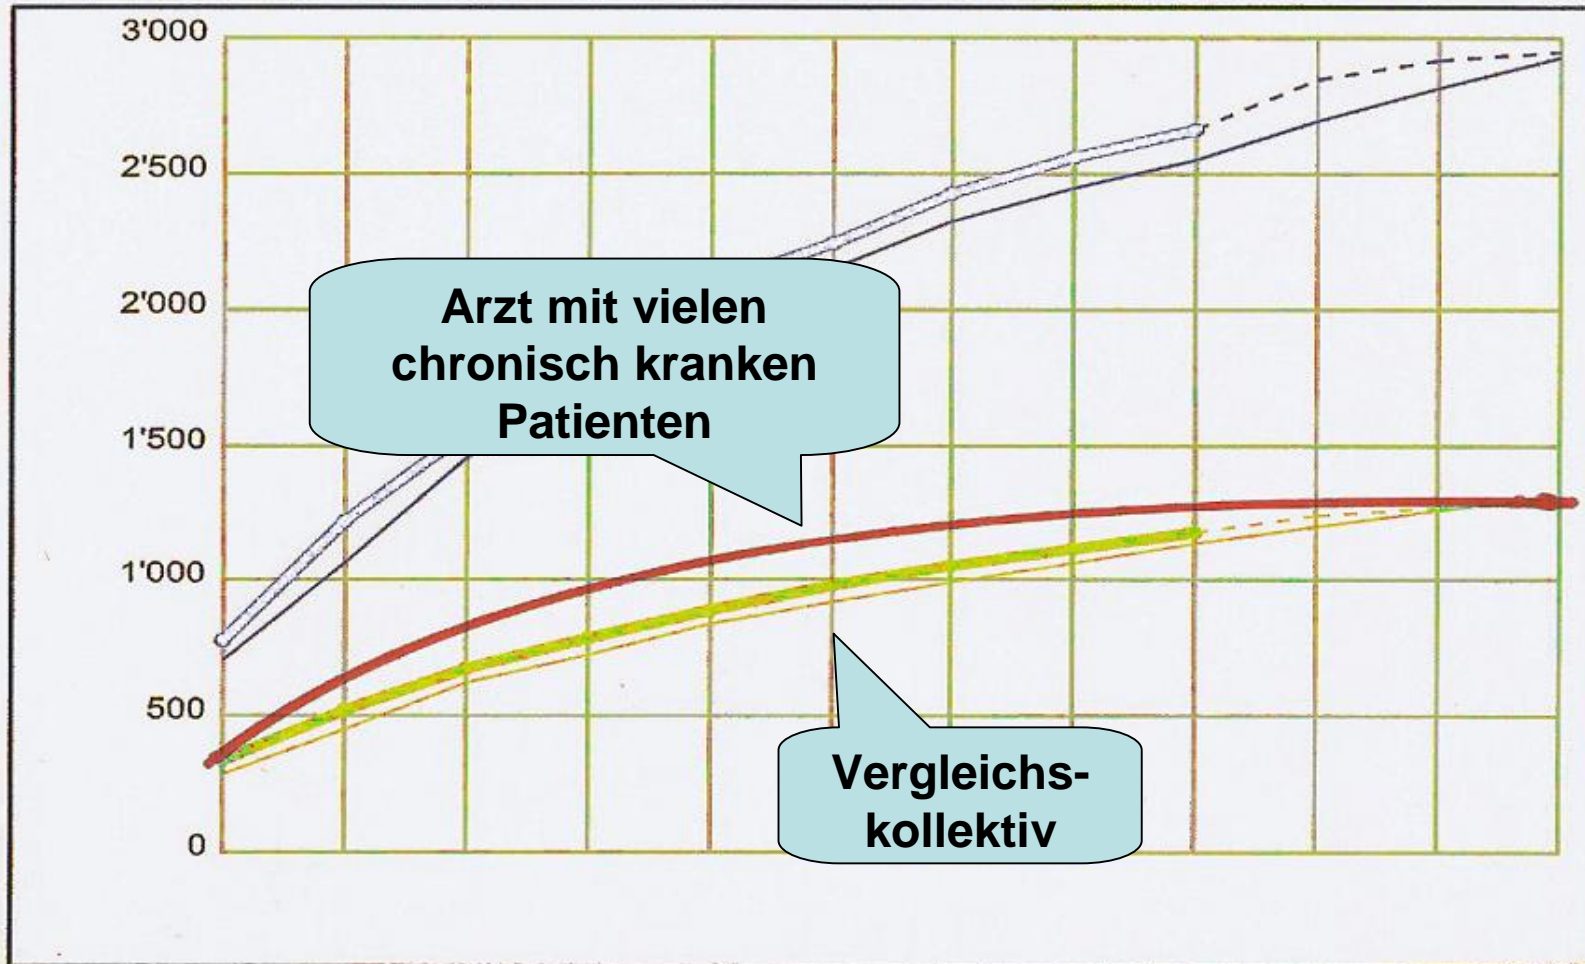 3'000
2'500
2'000
1'500
1'000
500
0
Arzt mit vielen
chronisch kranken
Patienten
Vergleichs-
kollektiv